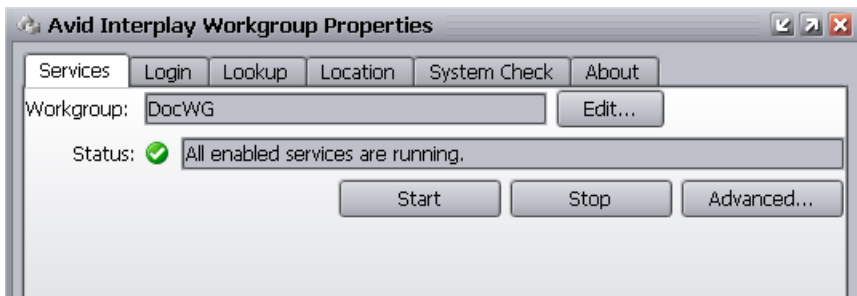 Avid Interplay Workgroup Properties
Services Login Lookup Location System Check About
Workgroup: DocWG Edit...
Status: All enabled services are running.
Start Stop Advanced...